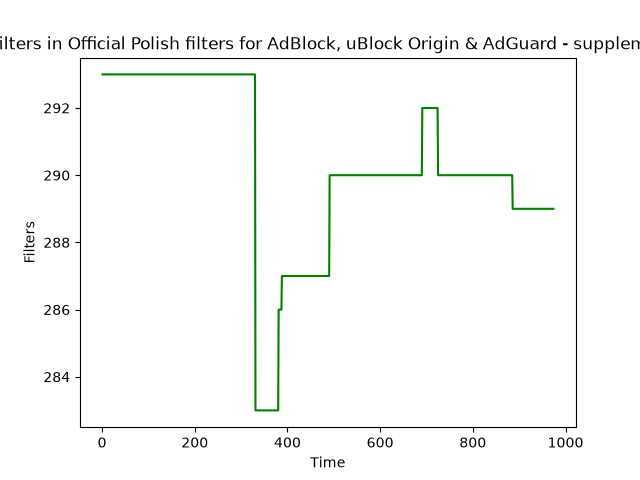 ilters in Official Polish filters for AdBlock, uBlock Origin & AdGuard - supplem
292
290
288
286
284
Filters
0 200 400 600 800 1000
Time